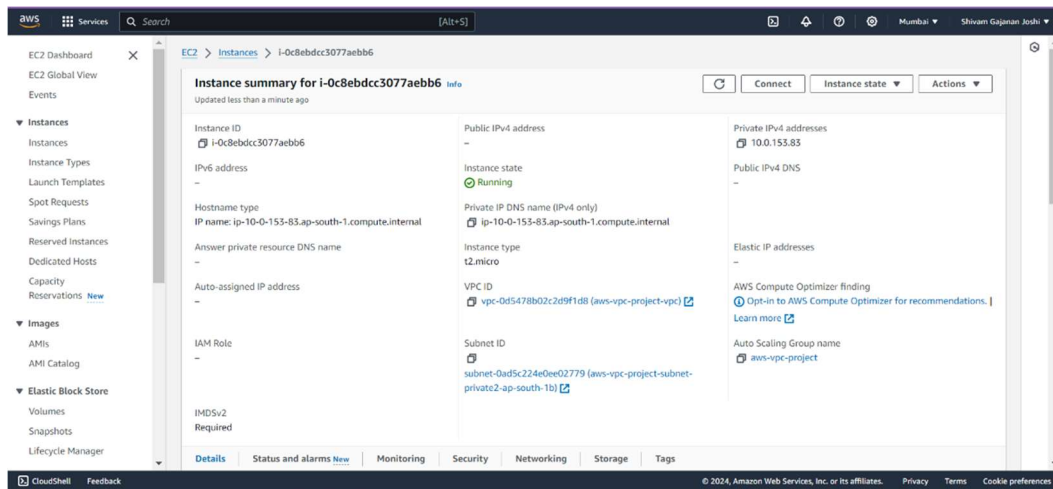 aws Services Search [Alt+S] Mumbai ▼ Shivam Gajanan Joshi ▼
EC2 Dashboard
EC2 Global View
Events
▼ Instances
Instances
Instance Types
Launch Templates
Spot Requests
Savings Plans
Reserved Instances
Dedicated Hosts
Capacity
Reservations New
▼ Images
AMIs
AMI Catalog
▼ Elastic Block Store
Volumes
Snapshots
Lifecycle Manager
EC2 > Instances > i-0c8ebdcc3077aebb6
Instance summary for i-0c8ebdcc3077aebb6 Info
Updated less than a minute ago
Connect Instance state ▼ Actions ▼
Instance ID
i-0c8ebdcc3077aebb6
Public IPv4 address
–
Private IPv4 addresses
10.0.153.83
IPv6 address
–
Instance state
Running
Public IPv4 DNS
–
Hostname type
IP name: ip-10-0-153-83.ap-south-1.compute.internal
Private IP DNS name (IPv4 only)
ip-10-0-153-83.ap-south-1.compute.internal
Answer private resource DNS name
–
Instance type
t2.micro
Elastic IP addresses
–
Auto-assigned IP address
–
VPC ID
vpc-0d5478b02c2d9f1d8 (aws-vpc-project-vpc)
AWS Compute Optimizer finding
Opt-in to AWS Compute Optimizer for recommendations. |
Learn more
IAM Role
–
Subnet ID
subnet-0ad5c224e0ee02779 (aws-vpc-project-subnet-
private2-ap-south-1b)
Auto Scaling Group name
aws-vpc-project
IMDSv2
Required
Details Status and alarms New Monitoring Security Networking Storage Tags
CloudShell Feedback © 2024, Amazon Web Services, Inc. or its affiliates. Privacy Terms Cookie preferences